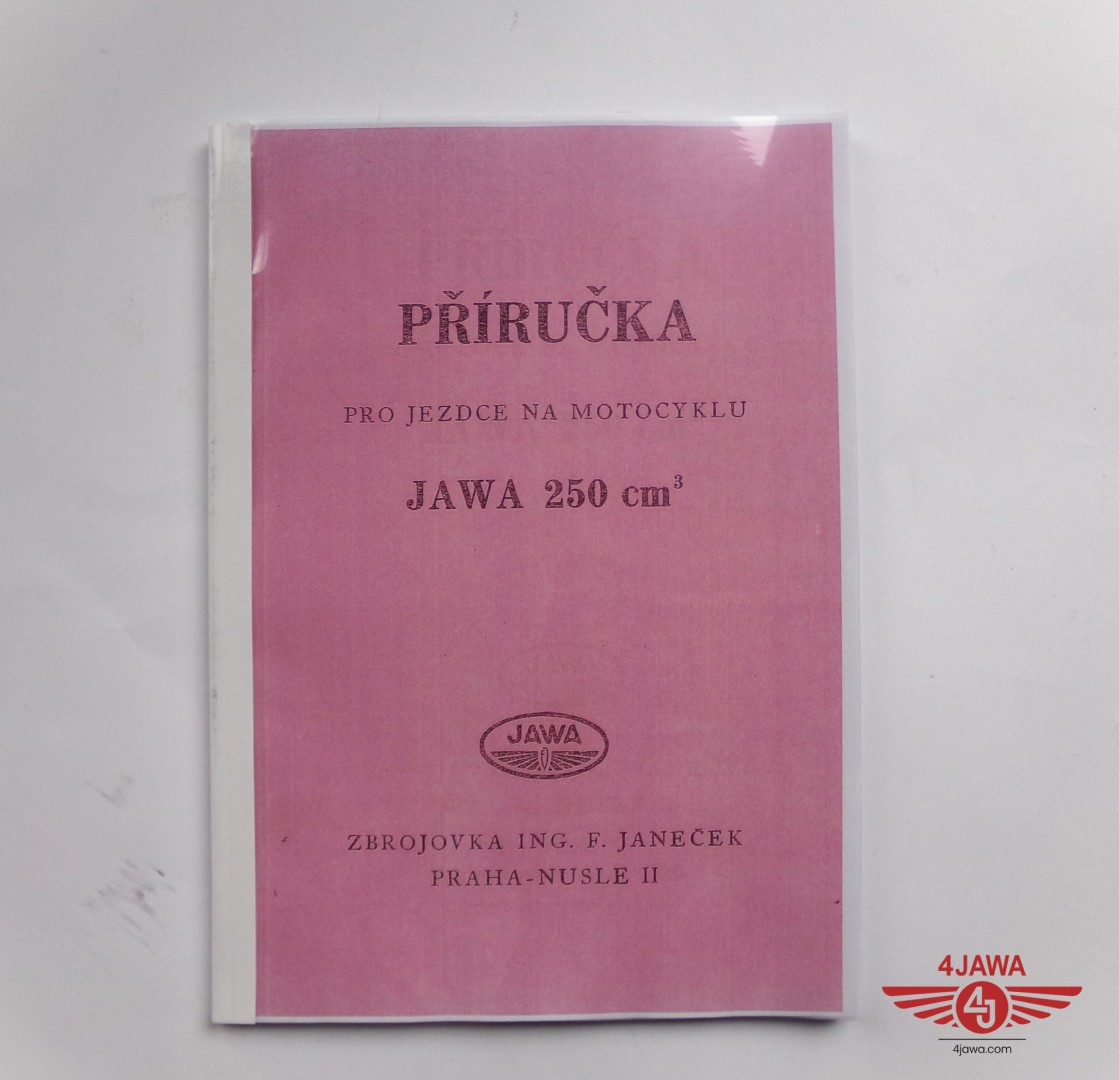 PŘÍRUČKA
PRO JEZDCE NA MOTOCYKLU
JAWA 250 cm³
JAWA
ZBROJOVKA ING. F. JANEČEK
PRAHA-NUSLE II
4JAWA
4J
4jawa.com